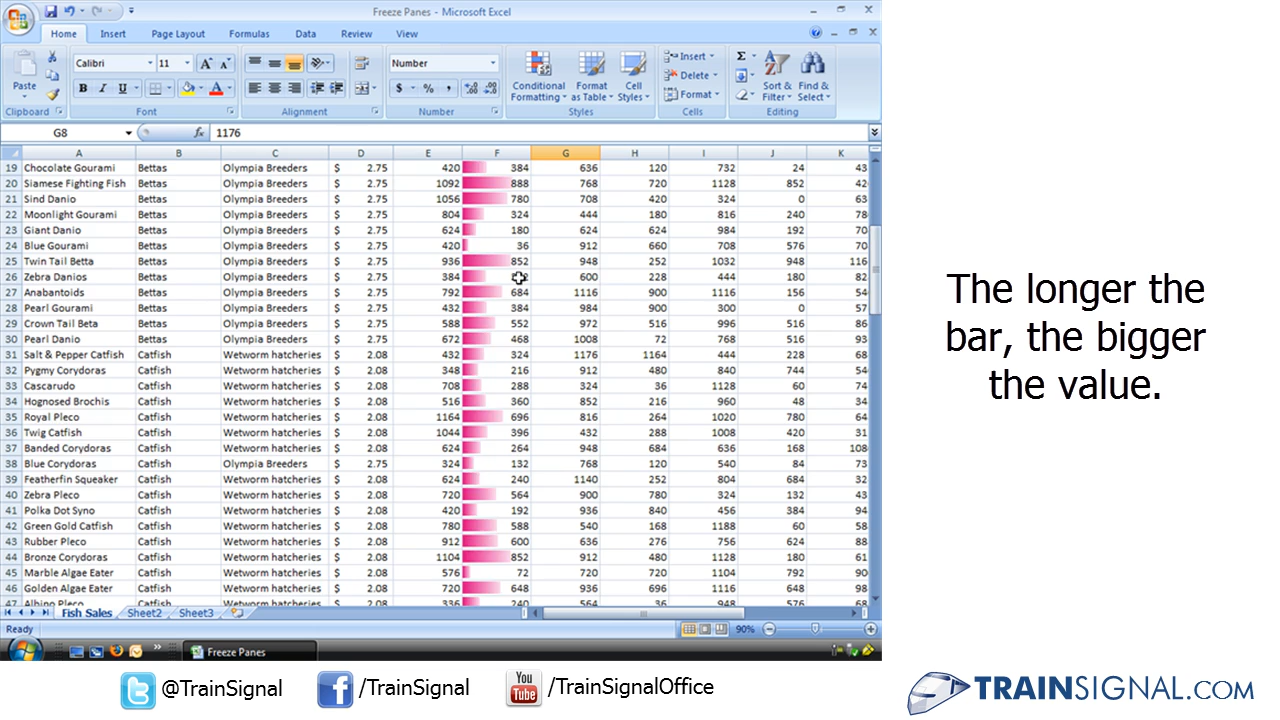 Freeze Panes - Microsoft Excel
Home Insert Page Layout Formulas Data Review View
Calibri 11 A A Number Insert Σ
Paste B I U A $ % , Conditional Formatting Format as Table Cell Styles Delete Format Sort & Filter Find & Select
Clipboard Font Alignment Number Styles Cells Editing
G8 fx 1176
A B C D E F G H I J K
19 Chocolate Gourami Bettas Olympia Breeders $ 2.75 420 384 636 120 732 24 43
20 Siamese Fighting Fish Bettas Olympia Breeders $ 2.75 1092 888 768 720 1128 852 42
21 Sind Danio Bettas Olympia Breeders $ 2.75 1056 780 708 420 324 0 63
22 Moonlight Gourami Bettas Olympia Breeders $ 2.75 804 324 444 180 816 240 78
23 Giant Danio Bettas Olympia Breeders $ 2.75 624 180 624 624 984 192 70
24 Blue Gourami Bettas Olympia Breeders $ 2.75 420 36 912 660 708 576 70
25 Twin Tail Betta Bettas Olympia Breeders $ 2.75 936 852 948 252 1032 948 116
26 Zebra Danios Bettas Olympia Breeders $ 2.75 384 600 228 444 180 82
27 Anabantoids Bettas Olympia Breeders $ 2.75 792 684 1116 900 1116 156 54
28 Pearl Gourami Bettas Olympia Breeders $ 2.75 432 384 984 900 300 0 57
29 Crown Tail Beta Bettas Olympia Breeders $ 2.75 588 552 972 516 996 516 86
30 Pearl Danio Bettas Olympia Breeders $ 2.75 672 468 1008 72 768 516 93
31 Salt & Pepper Catfish Catfish Wetworm hatcheries $ 2.08 432 324 1176 1164 444 228 68
32 Pygmy Corydoras Catfish Wetworm hatcheries $ 2.08 348 216 912 480 840 744 54
33 Cascarudo Catfish Wetworm hatcheries $ 2.08 708 288 324 36 1128 60 74
34 Hognosed Brochis Catfish Wetworm hatcheries $ 2.08 516 360 852 216 960 48 34
35 Royal Pleco Catfish Wetworm hatcheries $ 2.08 1164 696 816 264 1020 780 64
36 Twig Catfish Catfish Wetworm hatcheries $ 2.08 1044 396 432 288 1008 420 31
37 Banded Corydoras Catfish Wetworm hatcheries $ 2.08 624 264 948 684 636 168 108
38 Blue Corydoras Catfish Olympia Breeders $ 2.75 324 132 768 120 540 84 73
39 Featherfin Squeaker Catfish Wetworm hatcheries $ 2.08 624 240 1140 252 804 684 32
40 Zebra Pleco Catfish Wetworm hatcheries $ 2.08 720 564 900 780 324 132 43
41 Polka Dot Syno Catfish Wetworm hatcheries $ 2.08 420 192 936 840 456 384 94
42 Green Gold Catfish Catfish Wetworm hatcheries $ 2.08 780 588 540 168 1188 60 58
43 Rubber Pleco Catfish Wetworm hatcheries $ 2.08 912 600 636 276 756 624 88
44 Bronze Corydoras Catfish Wetworm hatcheries $ 2.08 1104 852 912 480 1128 180 61
45 Marble Algae Eater Catfish Wetworm hatcheries $ 2.08 576 72 720 720 1104 792 90
46 Golden Algae Eater Catfish Wetworm hatcheries $ 2.08 720 648 936 696 1116 648 98
47 Albino Pleco Catfish Wetworm hatcheries $ 2.08 336 240 564 36 948 516 68
Fish Sales Sheet2 Sheet3
Ready 90%
Freeze Panes
The longer the
bar, the bigger
the value.
@TrainSignal /TrainSignal You Tube /TrainSignalOffice
TRAINSIGNAL.COM